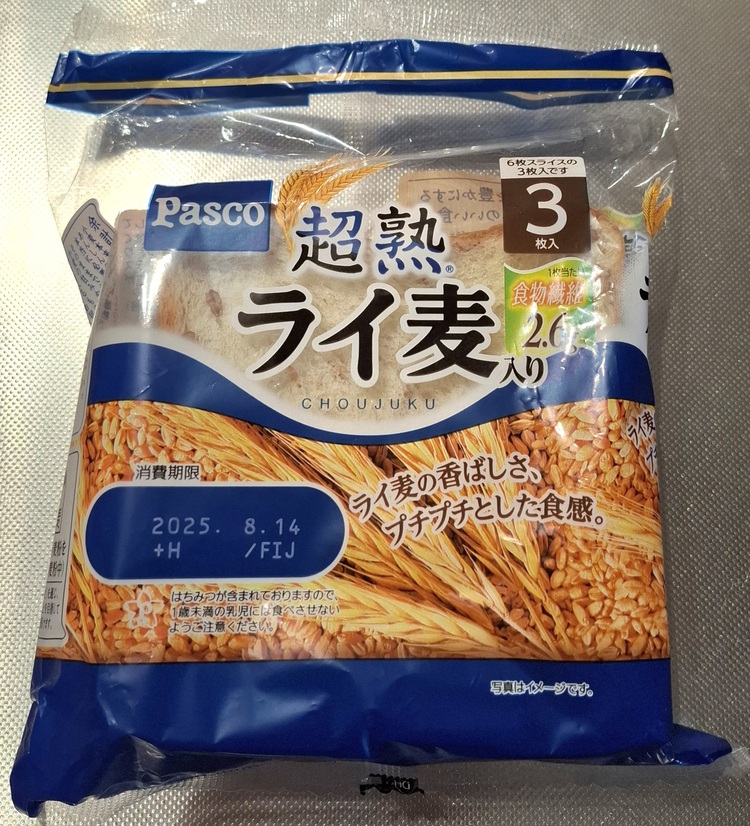 6枚スライスの
3枚入です
3
枚入
Pasco
超熟®
ライ麦入り
CHOUJUKU
1枚当たり
食物繊維
2.6g
ライ麦の香ばしさ、
プチプチとした食感。
消費期限
2025. 8.14
+H /FIJ
はちみつが含まれておりますので、
1歳未満の乳児には食べさせない
ようご注意ください。
写真はイメージです。